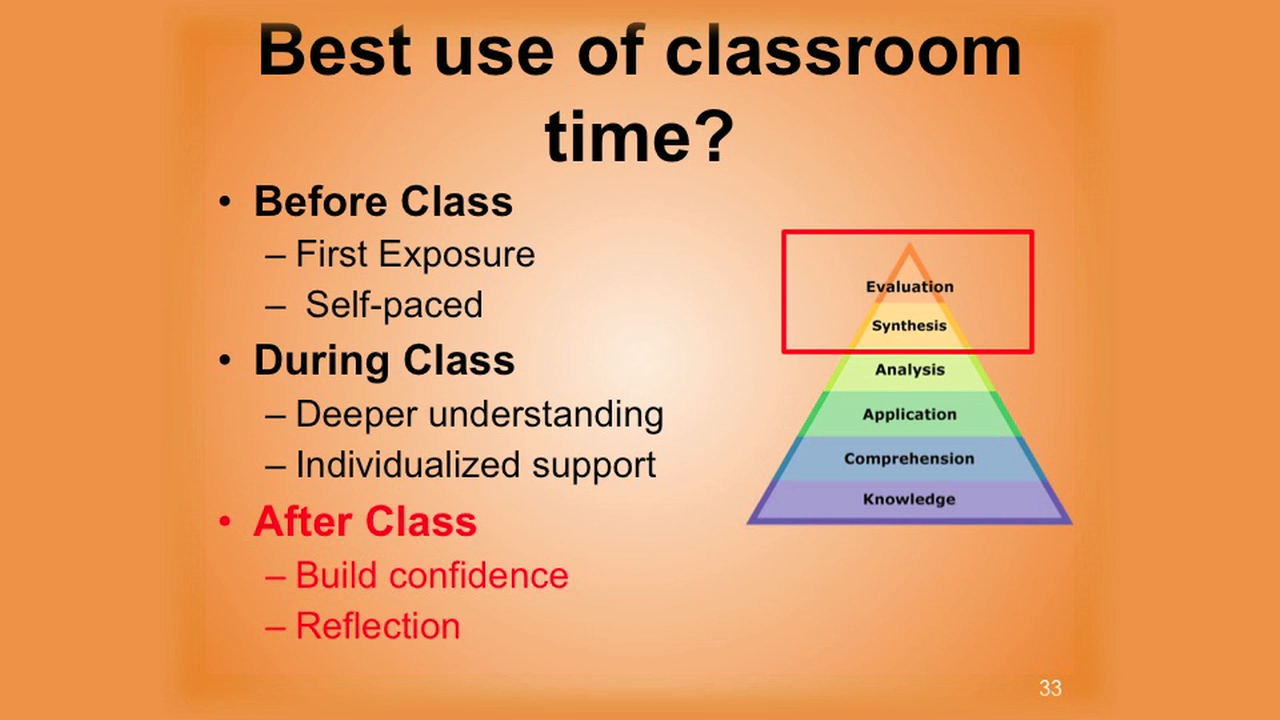 Best use of classroom
time?
• Before Class
– First Exposure
– Self-paced
• During Class
– Deeper understanding
– Individualized support
• After Class
– Build confidence
– Reflection
Evaluation
Synthesis
Analysis
Application
Comprehension
Knowledge
33